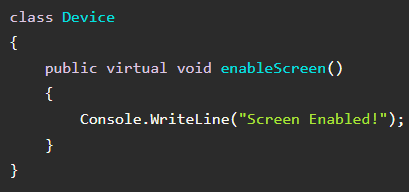 class Device
{
    public virtual void enableScreen()
    {
        Console.WriteLine("Screen Enabled!");
    }
}